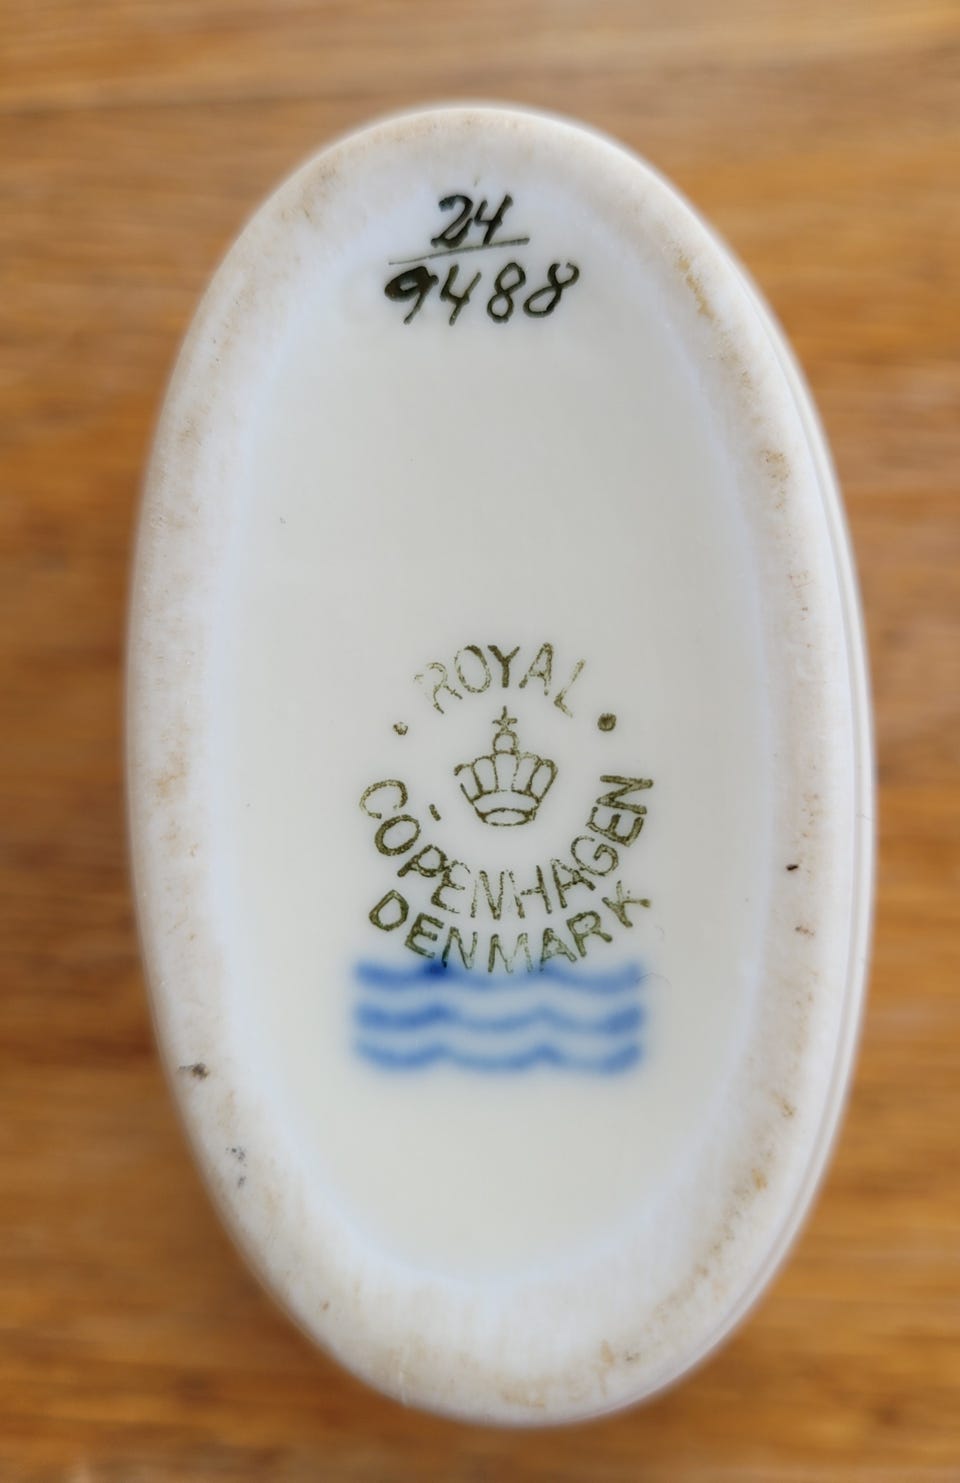 24
9488
ROYAL
COPENHAGEN
DENMARK